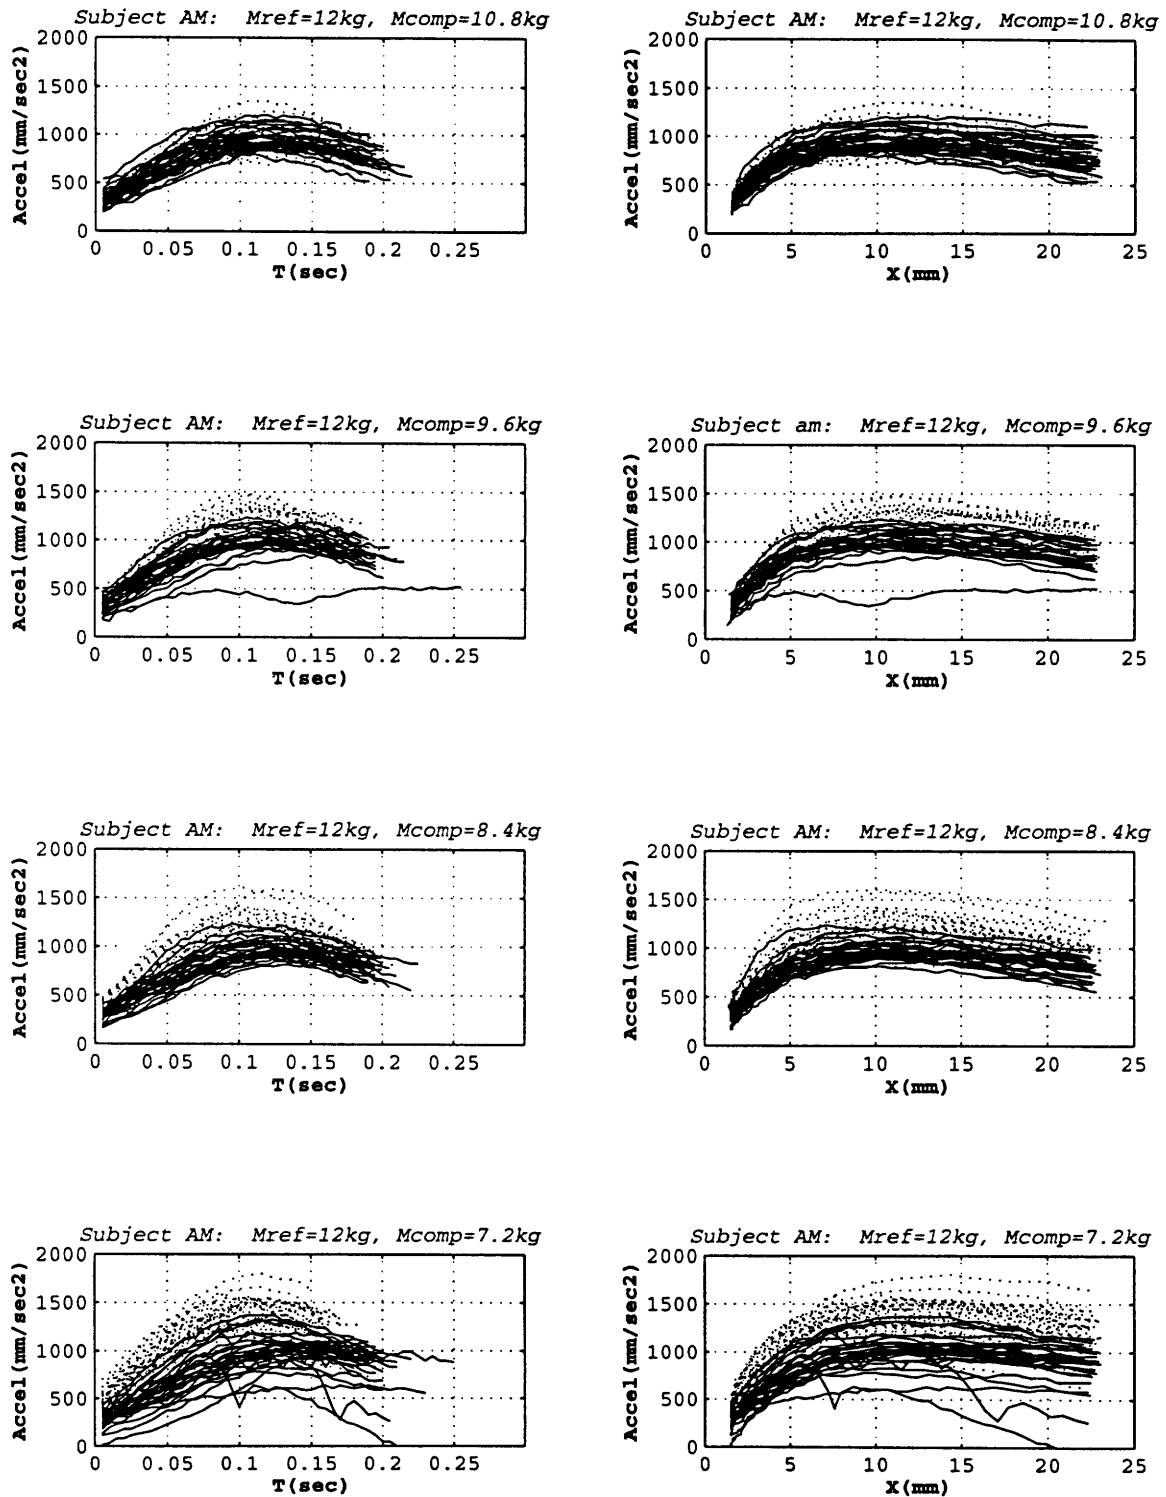 Subject AM: Mref=12kg, Mcomp=10.8kg
Accel(mm/sec2)
2000
1500
1000
500
0
0 0.05 0.1 0.15 0.2 0.25
T(sec)
Subject AM: Mref=12kg, Mcomp=10.8kg
Accel(mm/sec2)
2000
1500
1000
500
0
0 5 10 15 20 25
X(mm)
Subject AM: Mref=12kg, Mcomp=9.6kg
Accel(mm/sec2)
2000
1500
1000
500
0
0 0.05 0.1 0.15 0.2 0.25
T(sec)
Subject am: Mref=12kg, Mcomp=9.6kg
Accel(mm/sec2)
2000
1500
1000
500
0
0 5 10 15 20 25
X(mm)
Subject AM: Mref=12kg, Mcomp=8.4kg
Accel(mm/sec2)
2000
1500
1000
500
0
0 0.05 0.1 0.15 0.2 0.25
T(sec)
Subject AM: Mref=12kg, Mcomp=8.4kg
Accel(mm/sec2)
2000
1500
1000
500
0
0 5 10 15 20 25
X(mm)
Subject AM: Mref=12kg, Mcomp=7.2kg
Accel(mm/sec2)
2000
1500
1000
500
0
0 0.05 0.1 0.15 0.2 0.25
T(sec)
Subject AM: Mref=12kg, Mcomp=7.2kg
Accel(mm/sec2)
2000
1500
1000
500
0
0 5 10 15 20 25
X(mm)